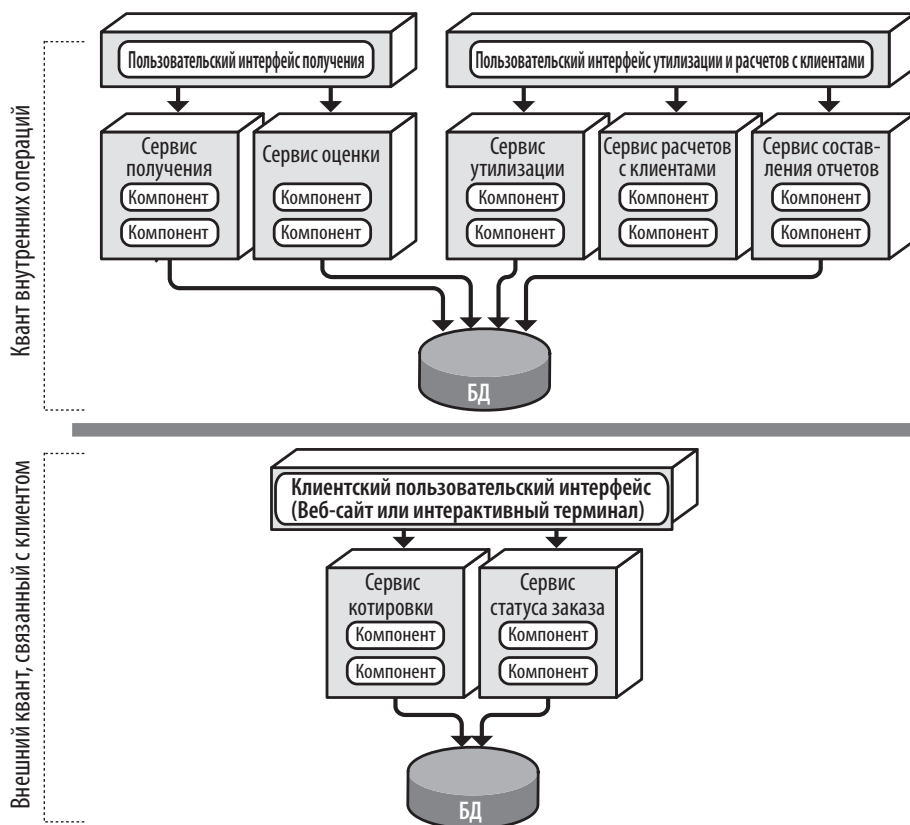 Квант внутренних операций
Пользовательский интерфейс получения
Пользовательский интерфейс утилизации и расчетов с клиентами
Сервис
получения
Компонент
Компонент
Сервис оценки
Компонент
Компонент
Сервис
утилизации
Компонент
Компонент
Сервис расчетов
с клиентами
Компонент
Компонент
Сервис состав-
ления отчетов
Компонент
Компонент
БД
Внешний квант, связанный с клиентом
Клиентский пользовательский интерфейс
(Веб-сайт или интерактивный терминал)
Сервис
котировки
Компонент
Компонент
Сервис
статуса заказа
Компонент
Компонент
БД